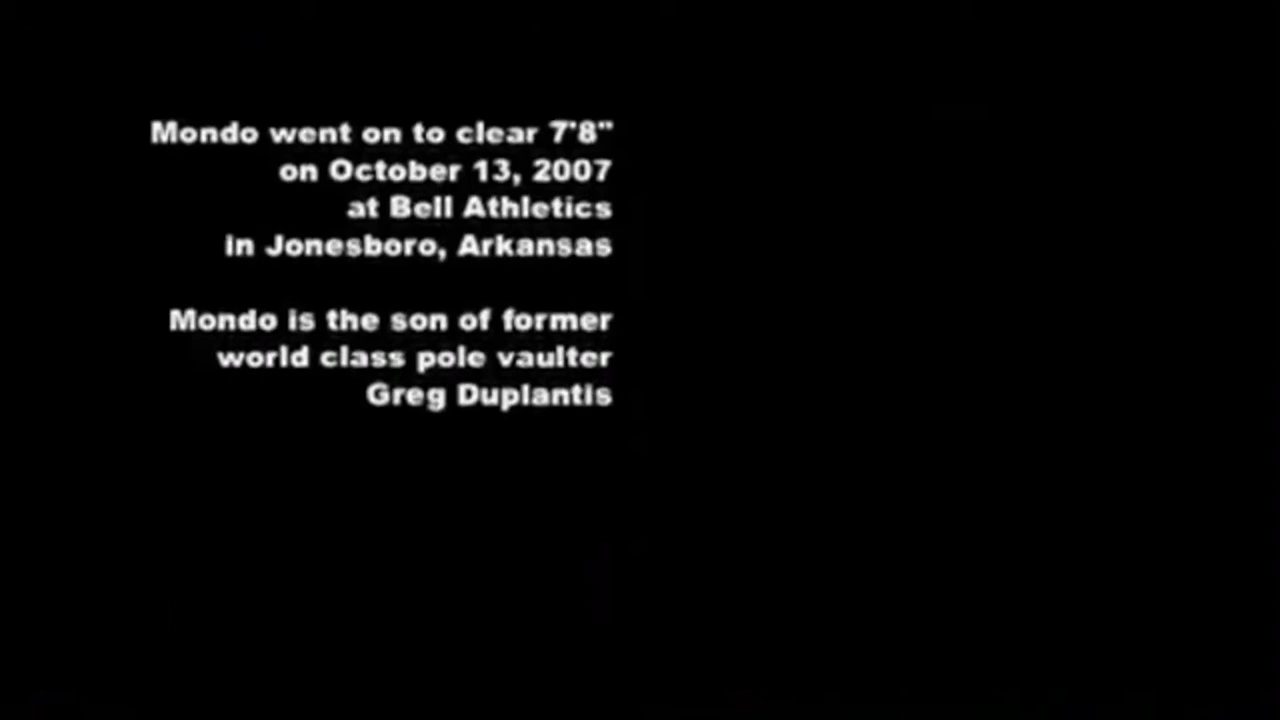 Mondo went on to clear 7'8"
on October 13, 2007
at Bell Athletics
in Jonesboro, Arkansas
Mondo is the son of former
world class pole vaulter
Greg Duplantis